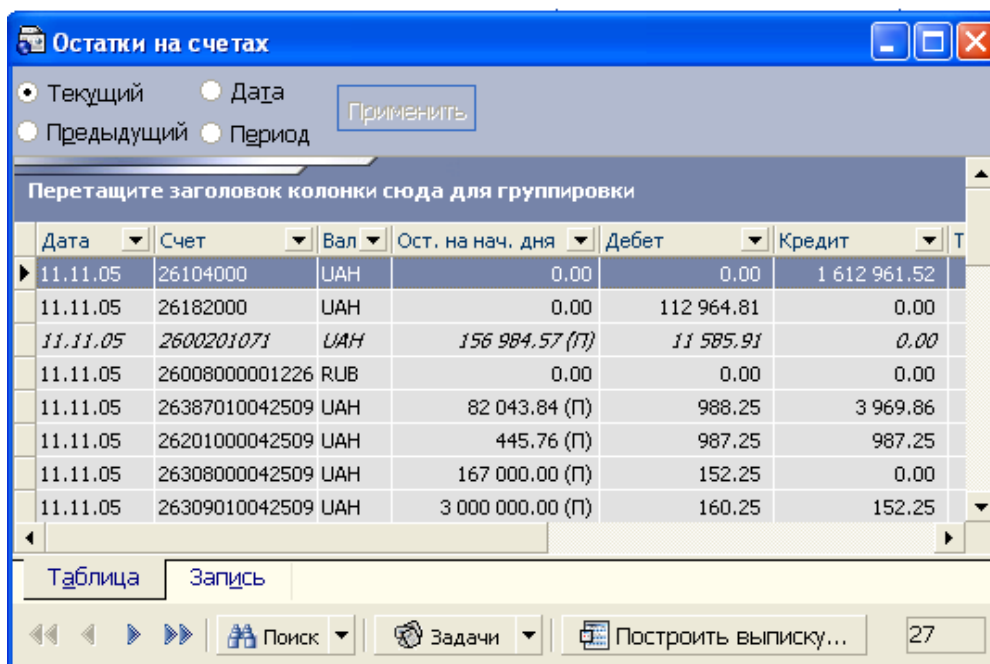 Остатки на счетах
Текущий Дата Применить
Предыдущий Период
Перетащите заголовок колонки сюда для группировки
Дата Счет Вал Ост. на нач. дня Дебет Кредит Т
11.11.05 26104000 UAH 0.00 0.00 1 612 961.52
11.11.05 26182000 UAH 0.00 112 964.81 0.00
11.11.05 2600201071 UAH 156 984.57 (П) 11 585.91 0.00
11.11.05 26008000001226 RUB 0.00 0.00 0.00
11.11.05 26387010042509 UAH 82 043.84 (П) 988.25 3 969.86
11.11.05 26201000042509 UAH 445.76 (П) 987.25 987.25
11.11.05 26308000042509 UAH 167 000.00 (П) 152.25 0.00
11.11.05 26309010042509 UAH 3 000 000.00 (П) 160.25 152.25
Таблица Запись
Поиск Задачи Построить выписку... 27